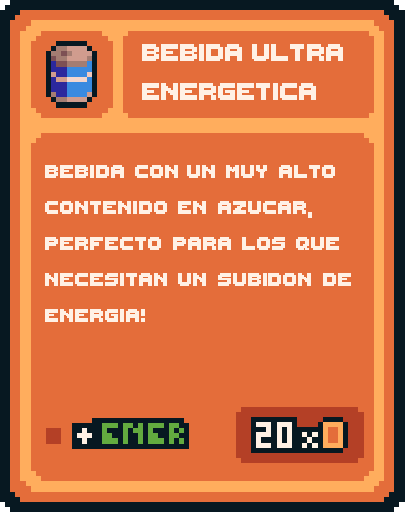 BEBIDA ULTRA
ENERGETICA
BEBIDA CON UN MUY ALTO
CONTENIDO EN AZUCAR,
PERFECTO PARA LOS QUE
NECESITAN UN SUBIDON DE
ENERGIA!
+ENER
20x